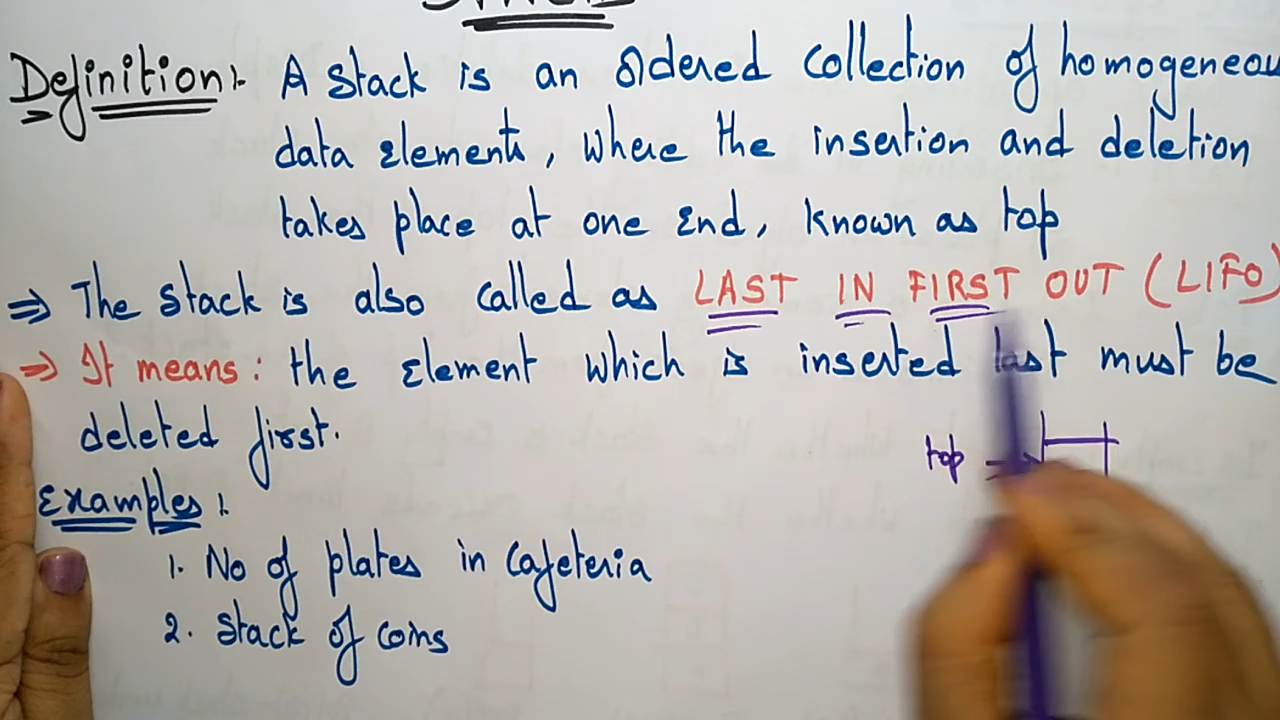 Definition:- A stack is an ordered collection of homogeneou
data elements, where the insertion and deletion
takes place at one end, known as top
⇒ The stack is also called as LAST IN FIRST OUT (LIFO)
⇒ It means: the element which is inserted last must be
deleted first.
top →
Examples:
1. No of plates in cafeteria
2. stack of coins